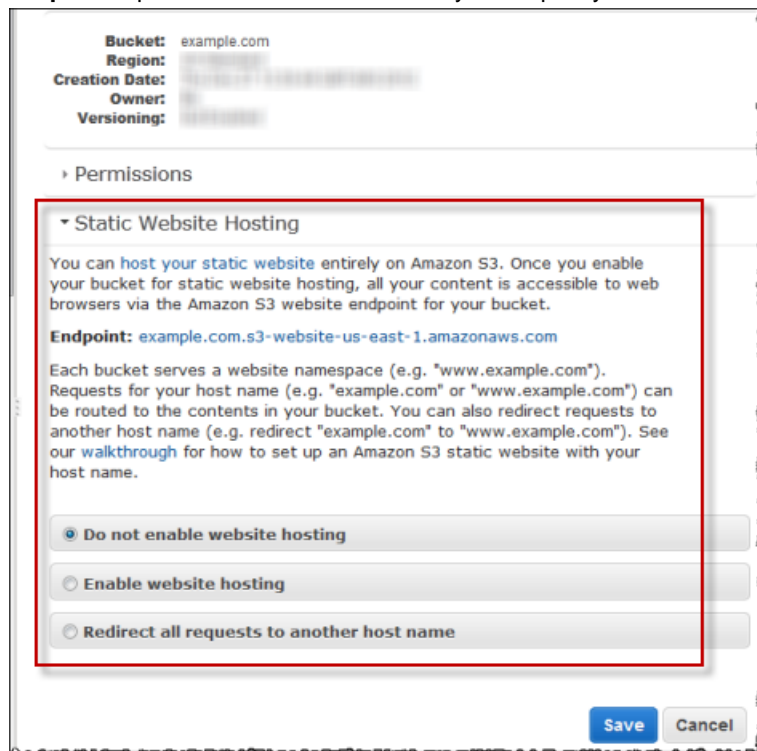 Bucket: example.com
Region:
Creation Date:
Owner:
Versioning:
Permissions
Static Website Hosting
You can host your static website entirely on Amazon S3. Once you enable
your bucket for static website hosting, all your content is accessible to web
browsers via the Amazon S3 website endpoint for your bucket.
Endpoint: example.com.s3-website-us-east-1.amazonaws.com
Each bucket serves a website namespace (e.g. "www.example.com").
Requests for your host name (e.g. "example.com" or "www.example.com") can
be routed to the contents in your bucket. You can also redirect requests to
another host name (e.g. redirect "example.com" to "www.example.com"). See
our walkthrough for how to set up an Amazon S3 static website with your
host name.
Do not enable website hosting
Enable website hosting
Redirect all requests to another host name
Save Cancel